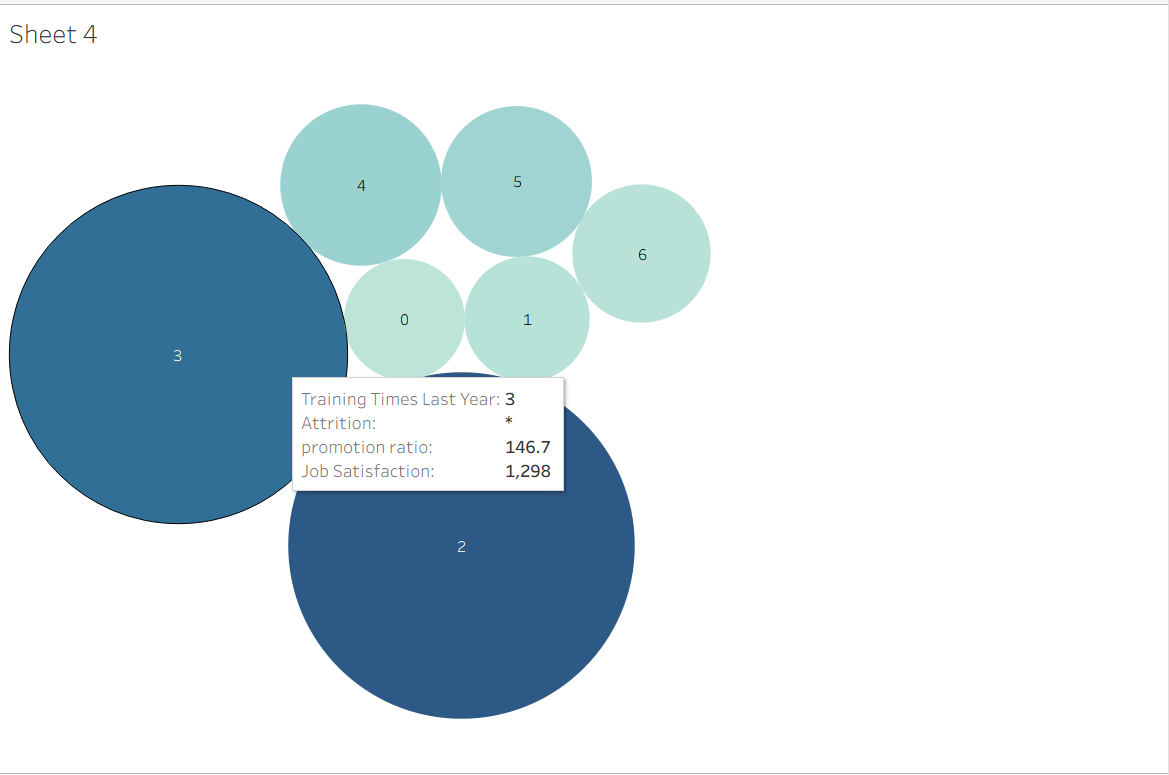 Sheet 4
4
5
6
0
1
3
Training Times Last Year: 3
Attrition: *
promotion ratio: 146.7
Job Satisfaction: 1,298
2